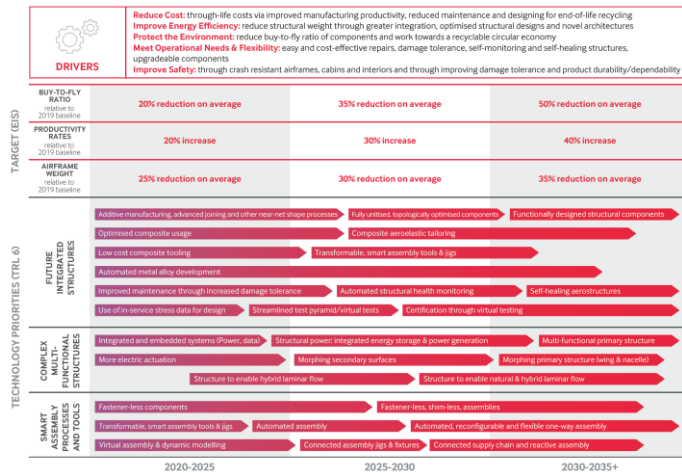 Reduce Cost: through-life costs via improved manufacturing productivity, reduced maintenance and designing for end-of-life recycling
Improve Energy Efficiency: reduce structural weight through greater integration, optimised structural designs and novel architectures
Protect the Environment: reduce buy-to-fly ratio of components and work towards a recyclable circular economy
Meet Operational Needs & Flexibility: easy and cost-effective repairs, damage tolerance, self-monitoring and self-healing structures,
upgradeable components
Improve Safety: through crash resistant airframes, cabins and interiors and through improving damage tolerance and product durability/dependability
DRIVERS
TARGET (EIS)
BUY-TO-FLY
RATIO
relative to
2019 baseline
20% reduction on average
35% reduction on average
50% reduction on average
PRODUCTIVITY
RATES
relative to
2019 baseline
20% increase
30% increase
40% increase
AIRFRAME
WEIGHT
relative to
2019 baseline
25% reduction on average
30% reduction on average
35% reduction on average
TECHNOLOGY PRIORITIES (TRL 6)
FUTURE
INTEGRATED
STRUCTURES
Additive manufacturing, advanced joining and other near-net shape processes
Fully unitised, topologically optimised components
Functionally designed structural components
Optimised composite usage
Composite aeroelastic tailoring
Low cost composite tooling
Transformable, smart assembly tools & jigs
Automated metal alloy development
Improved maintenance through increased damage tolerance
Automated structural health monitoring
Self-healing aerostructures
Use of in-service stress data for design
Streamlined test pyramid/virtual tests
Certification through virtual testing
COMPLEX
MULTI-
FUNCTIONAL
STRUCTURES
Integrated and embedded systems (Power, data)
Structural power: integrated energy storage & power generation
Multi-functional primary structure
More electric actuation
Morphing secondary surfaces
Morphing primary structure (wing & nacelle)
Structure to enable hybrid laminar flow
Structure to enable natural & hybrid laminar flow
SMART
ASSEMBLY
PROCESSES
AND TOOLS
Fastener-less components
Fastener-less, shim-less, assemblies
Transformable, smart assembly tools & jigs
Automated assembly
Automated, reconfigurable and flexible one-way assembly
Virtual assembly & dynamic modelling
Connected assembly jigs & fixtures
Connected supply chain and reactive assembly
2020-2025
2025-2030
2030-2035+